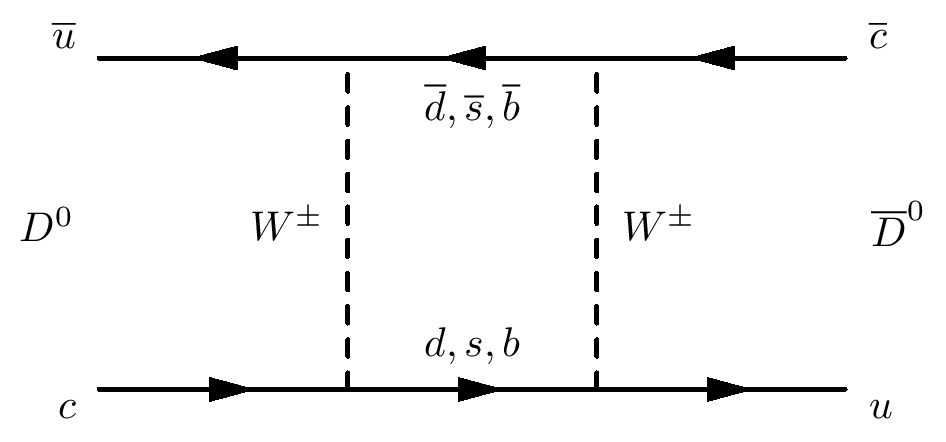 u̅ c̅
d̅, s̅, b̅
D⁰ W± W± D̅⁰
d, s, b
c u